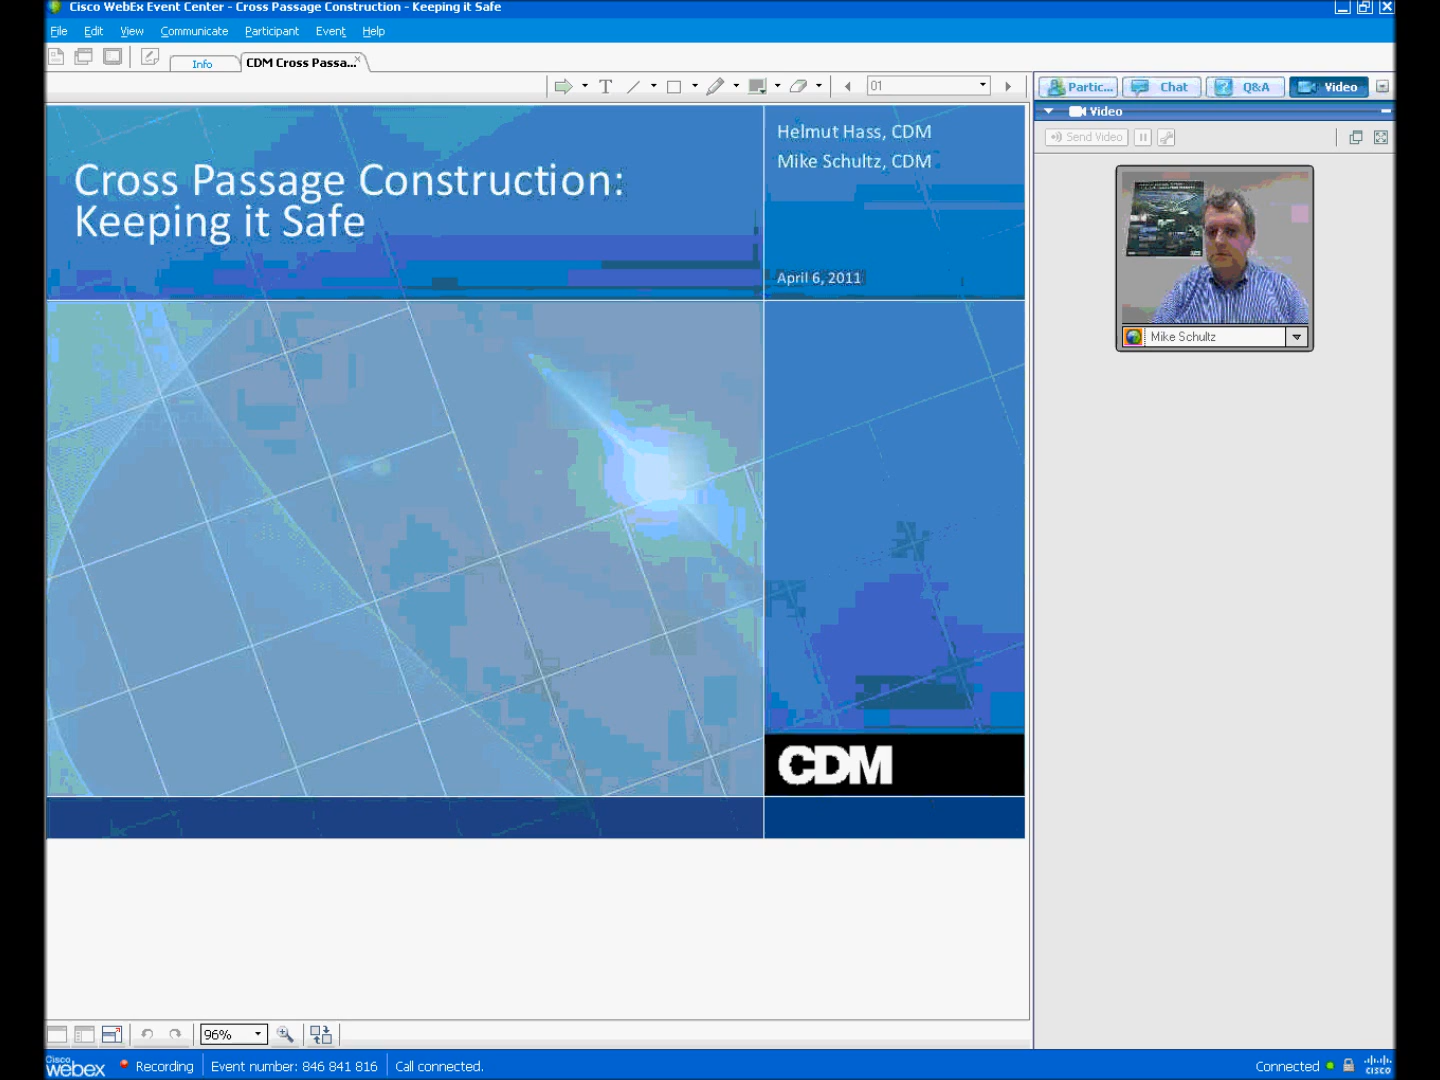 Cisco WebEx Event Center - Cross Passage Construction - Keeping it Safe
File Edit View Communicate Participant Event Help
Info
CDM Cross Passa...
T
01
Partic...
Chat
Q&A
Video
Video
Send Video
Cross Passage Construction:
Keeping it Safe
Helmut Hass, CDM
Mike Schultz, CDM
April 6, 2011
Mike Schultz
CDM
96%
cisco
webex
Recording
Event number: 846 841 816
Call connected.
Connected
cisco